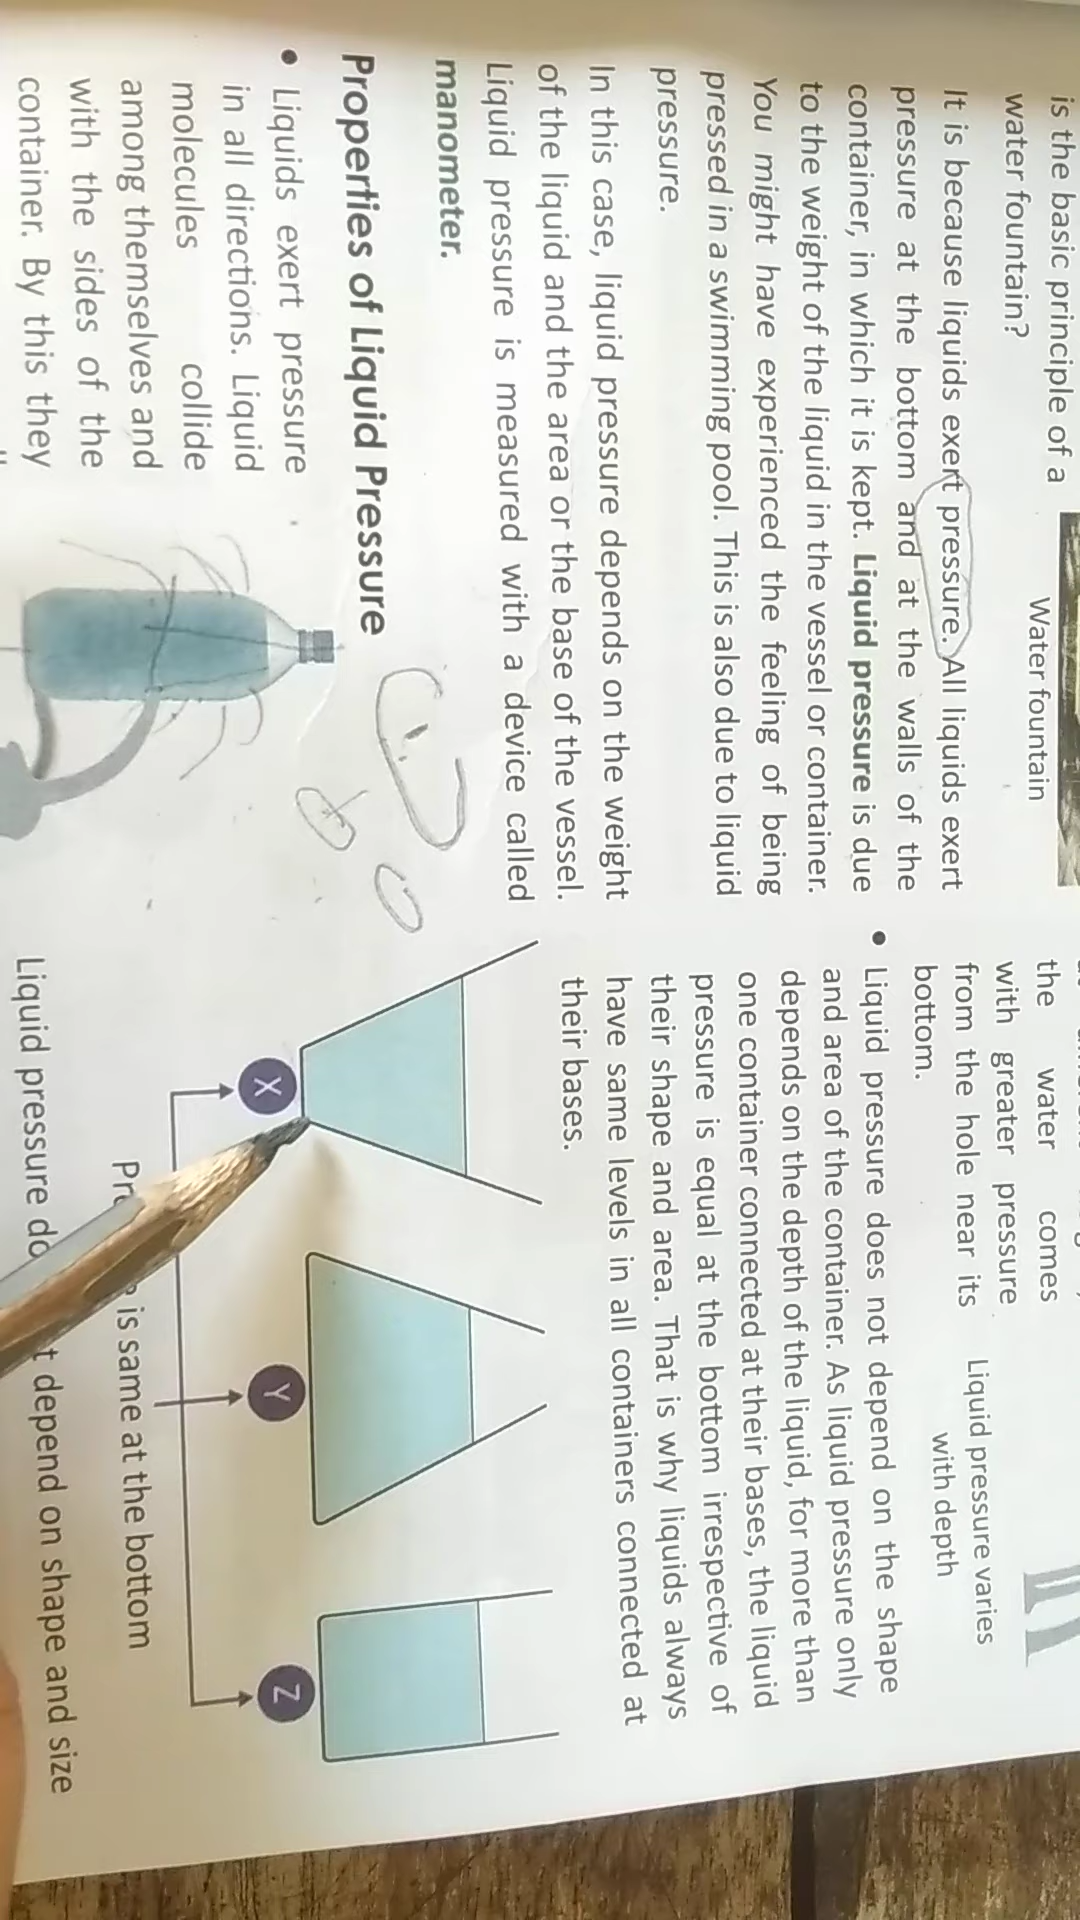 is the basic principle of a
water fountain?
Water fountain
It is because liquids exert pressure. All liquids exert
pressure at the bottom and at the walls of the
container, in which it is kept. Liquid pressure is due
to the weight of the liquid in the vessel or container.
You might have experienced the feeling of being
pressed in a swimming pool. This is also due to liquid
pressure.
In this case, liquid pressure depends on the weight
of the liquid and the area or the base of the vessel.
Liquid pressure is measured with a device called
manometer.
Properties of Liquid Pressure
• Liquids exert pressure
in all directions. Liquid
molecules collide
among themselves and
with the sides of the
container. By this they
the water comes
with greater pressure
from the hole near its
bottom.
Liquid pressure varies
with depth
• Liquid pressure does not depend on the shape
and area of the container. As liquid pressure only
depends on the depth of the liquid, for more than
one container connected at their bases, the liquid
pressure is equal at the bottom irrespective of
their shape and area. That is why liquids always
have same levels in all containers connected at
their bases.
X
Y
Z
is same at the bottom
Liquid pressure do t depend on shape and size